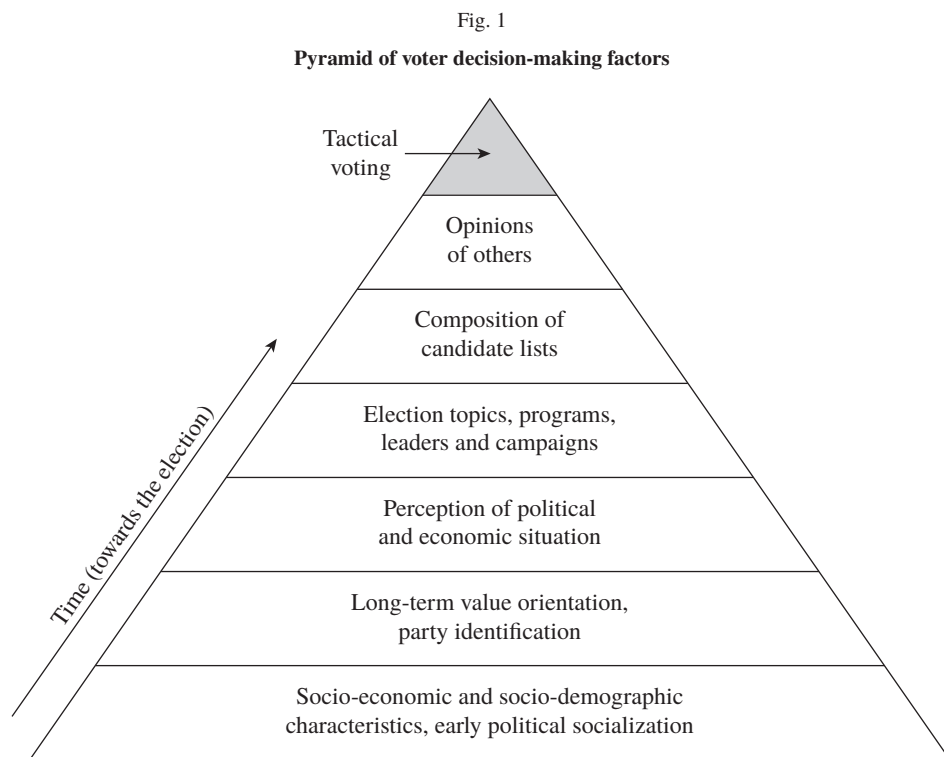 Fig. 1
Pyramid of voter decision-making factors
Tactical
voting
Opinions
of others
Composition of
candidate lists
Election topics, programs,
leaders and campaigns
Perception of political
and economic situation
Long-term value orientation,
party identification
Socio-economic and socio-demographic
characteristics, early political socialization
Time (towards the election)